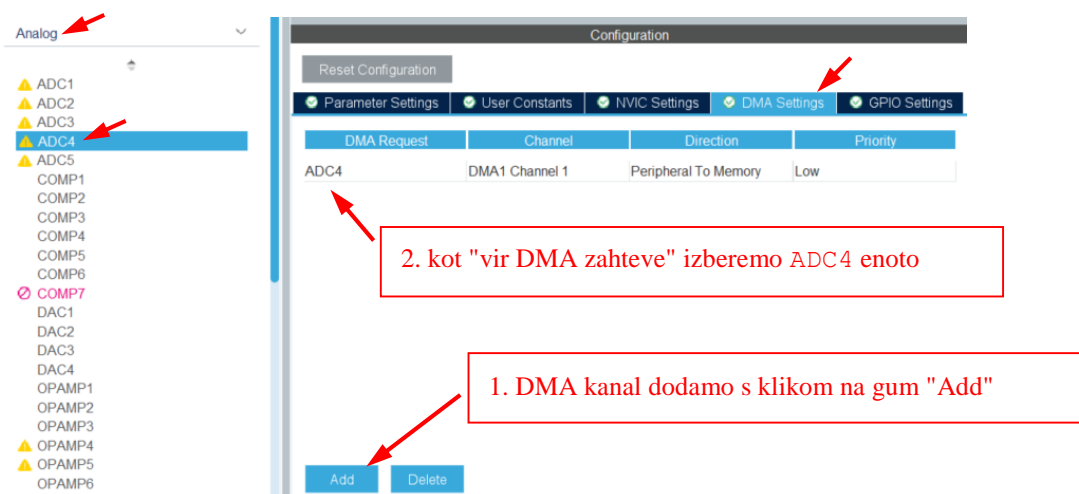 Analog
ADC1
ADC2
ADC3
ADC4
ADC5
COMP1
COMP2
COMP3
COMP4
COMP5
COMP6
COMP7
DAC1
DAC2
DAC3
DAC4
OPAMP1
OPAMP2
OPAMP3
OPAMP4
OPAMP5
OPAMP6
Configuration
Reset Configuration
Parameter Settings User Constants NVIC Settings DMA Settings GPIO Settings
DMA Request Channel Direction Priority
ADC4 DMA1 Channel 1 Peripheral To Memory Low
2. kot "vir DMA zahteve" izberemo ADC4 enoto
1. DMA kanal dodamo s klikom na gum "Add"
Add Delete